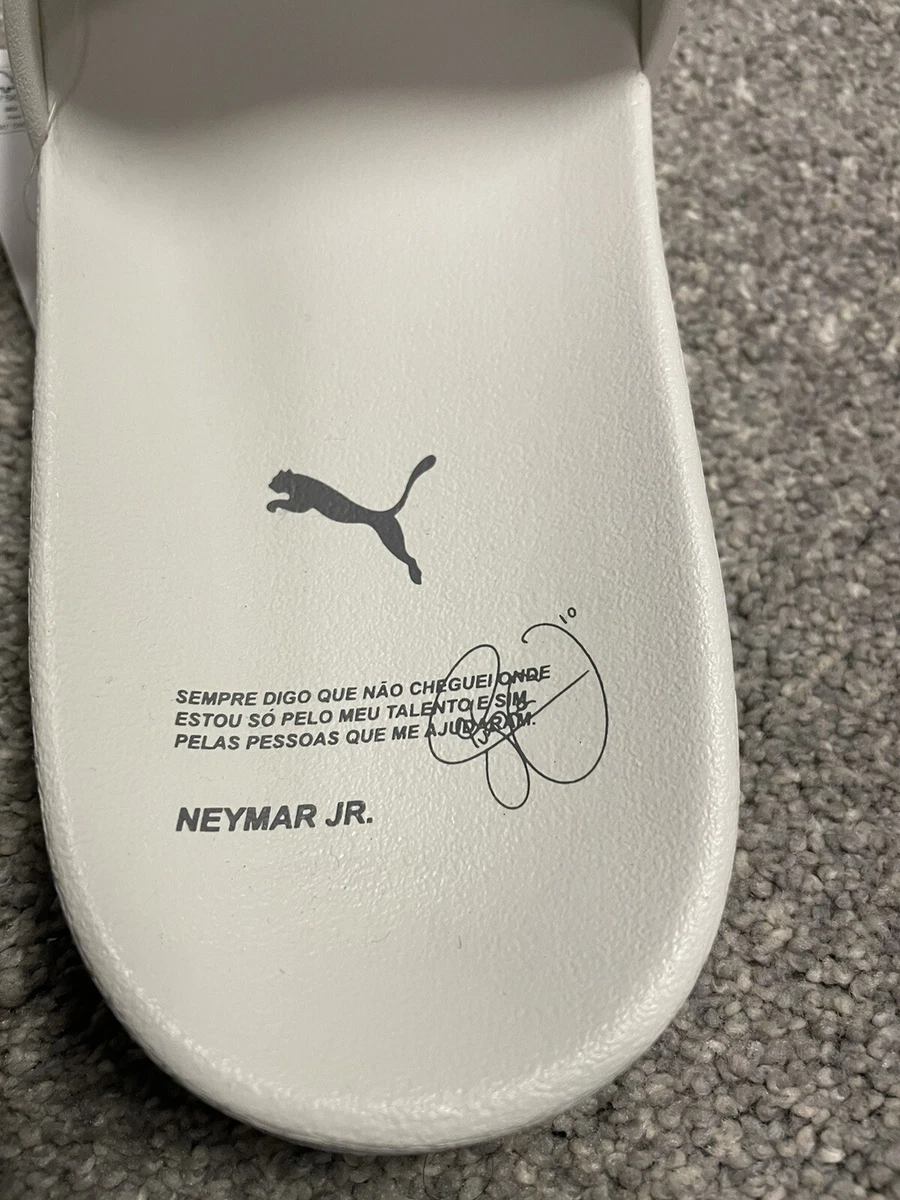 10
SEMPRE DIGO QUE NÃO CHEGUEI ONDE
ESTOU SÓ PELO MEU TALENTO E SIM
PELAS PESSOAS QUE ME AJUDARAM.
NEYMAR JR.